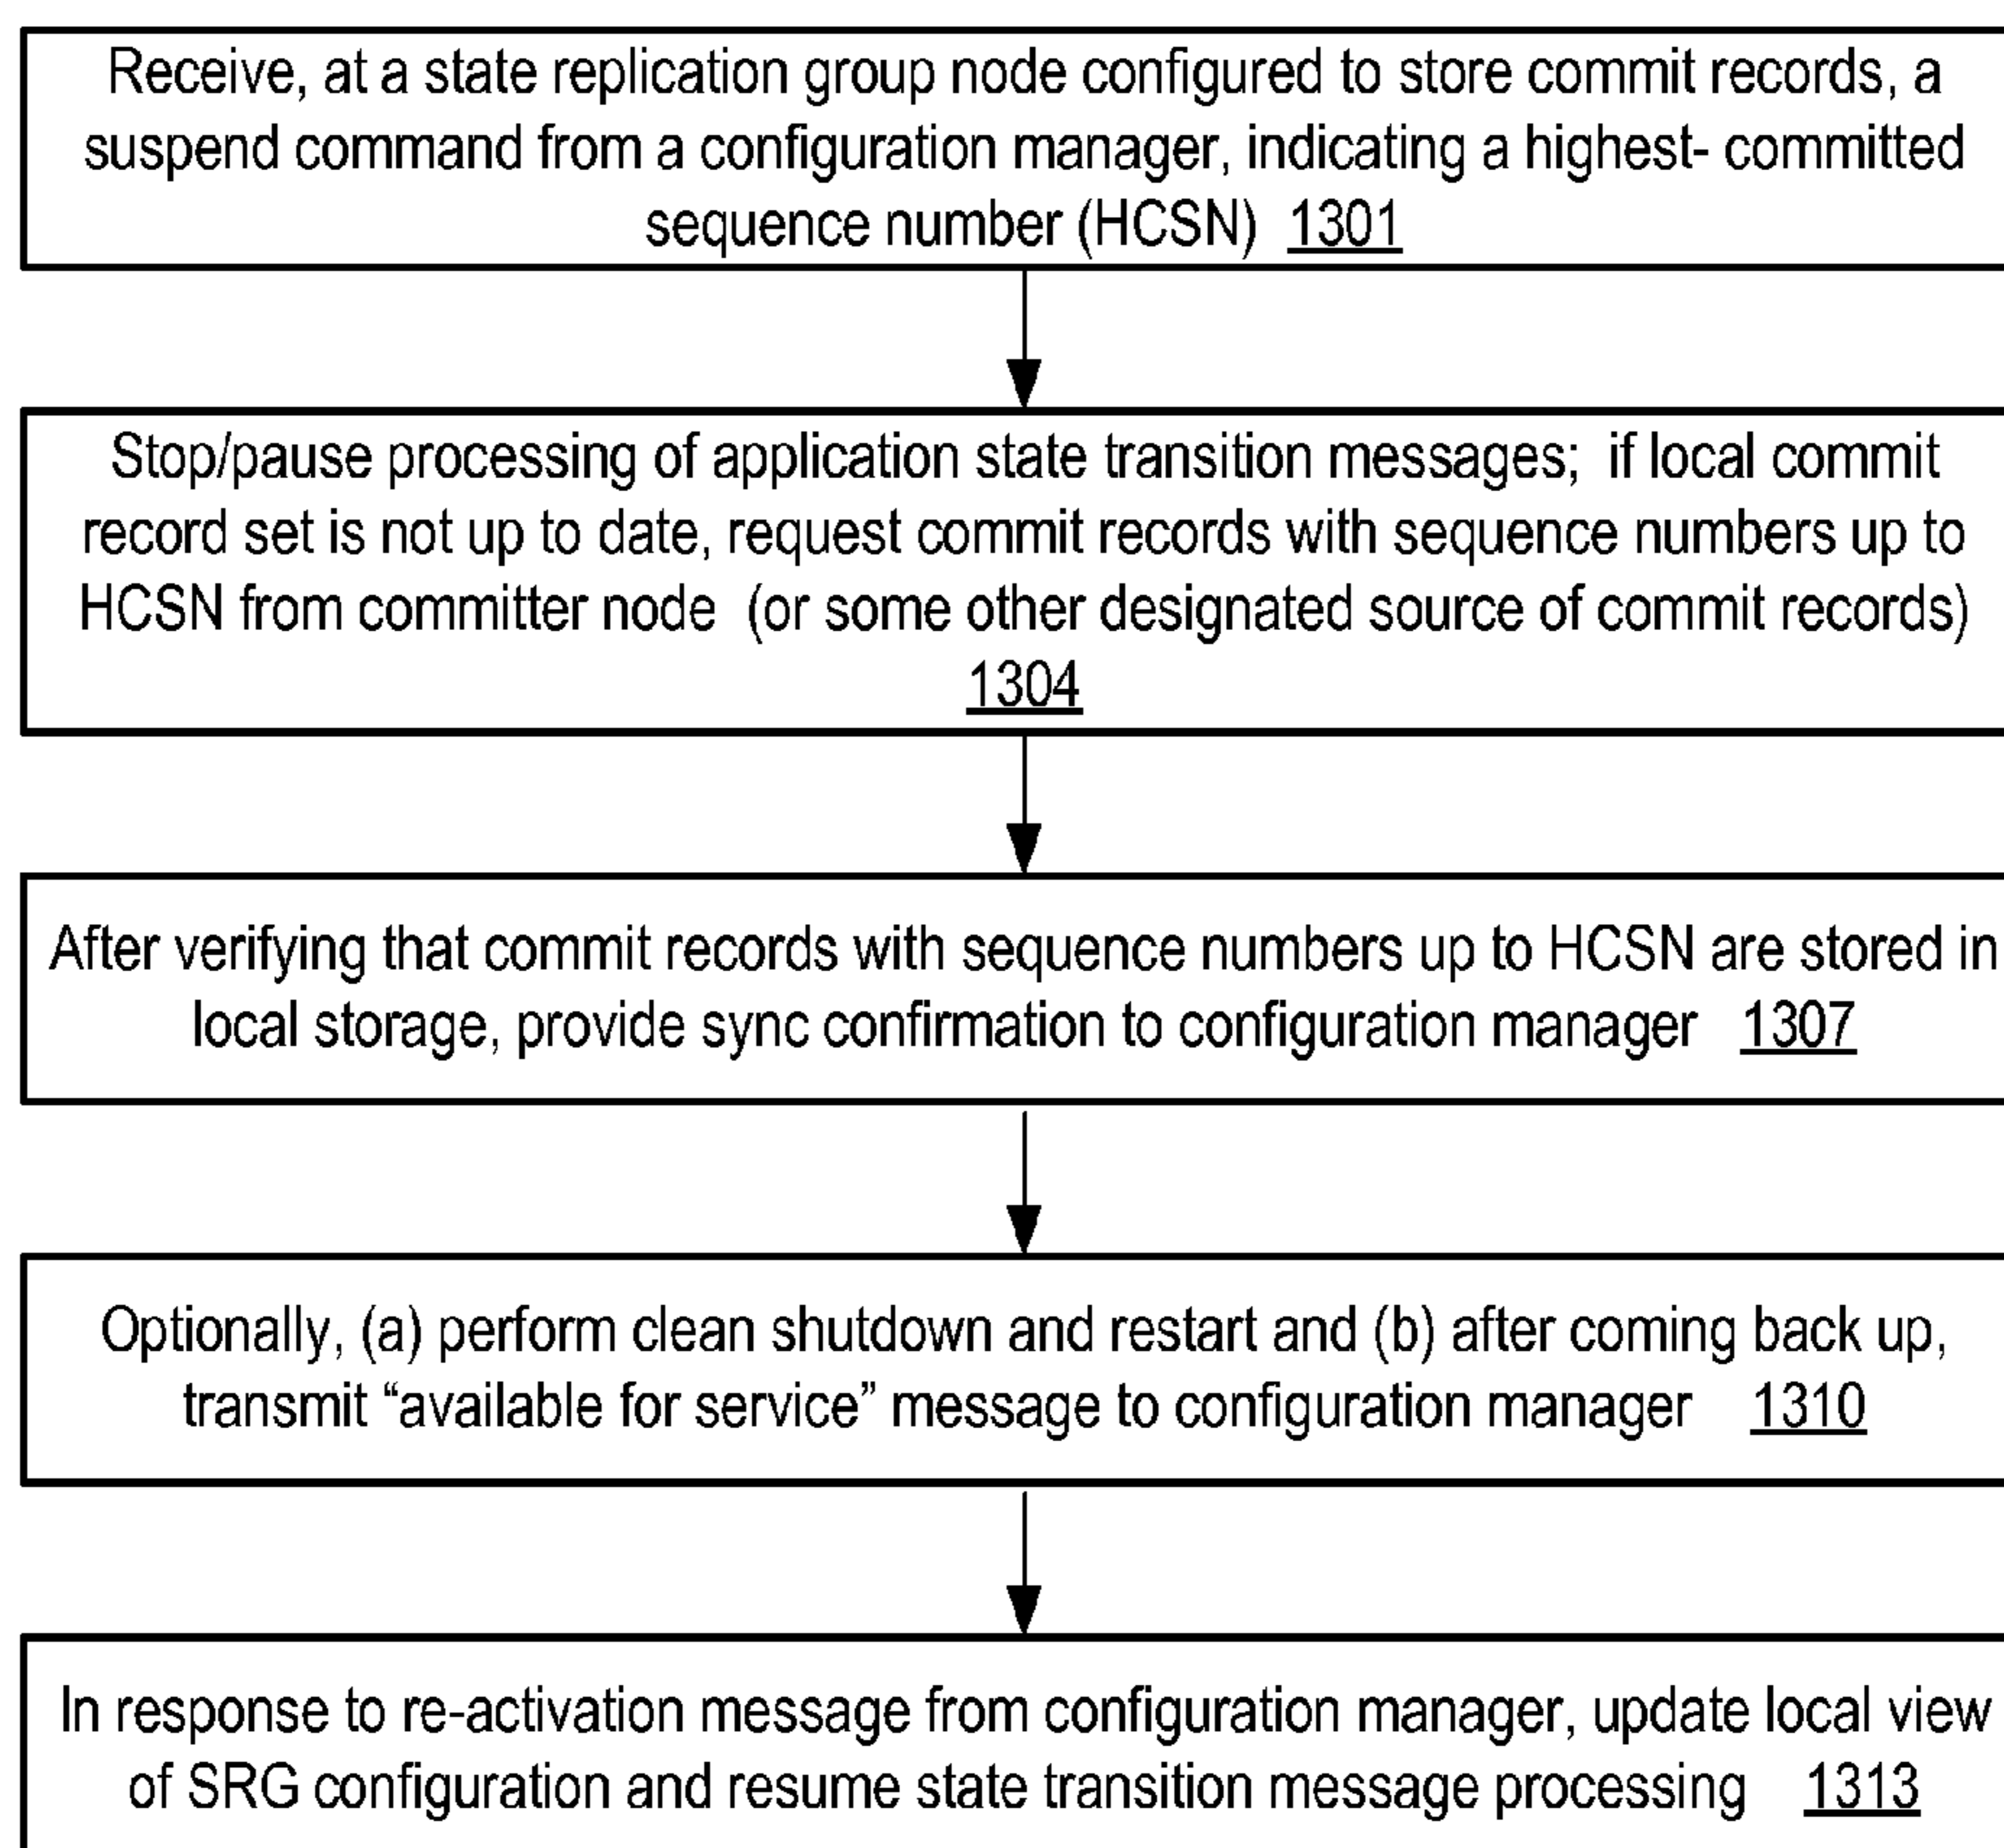 Receive, at a state replication group node configured to store commit records, a
suspend command from a configuration manager, indicating a highest- committed
sequence number (HCSN) 1301
Stop/pause processing of application state transition messages; if local commit
record set is not up to date, request commit records with sequence numbers up to
HCSN from committer node (or some other designated source of commit records)
1304
After verifying that commit records with sequence numbers up to HCSN are stored in
local storage, provide sync confirmation to configuration manager 1307
Optionally, (a) perform clean shutdown and restart and (b) after coming back up,
transmit “available for service” message to configuration manager 1310
In response to re-activation message from configuration manager, update local view
of SRG configuration and resume state transition message processing 1313